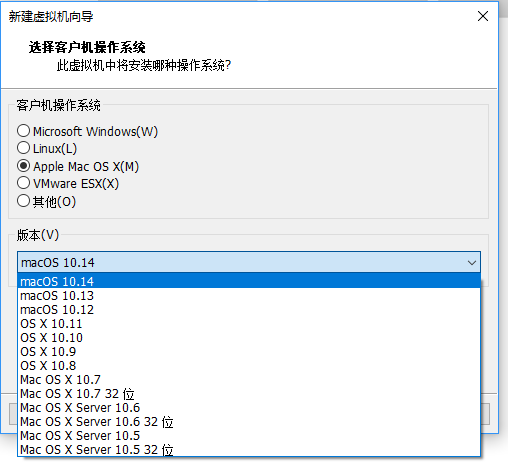 新建虚拟机向导
选择客户机操作系统
此虚拟机中将安装哪种操作系统?
客户机操作系统
Microsoft Windows(W)
Linux(L)
Apple Mac OS X(M)
VMware ESX(X)
其他(O)
版本(V)
macOS 10.14
macOS 10.14
macOS 10.13
macOS 10.12
OS X 10.11
OS X 10.10
OS X 10.9
OS X 10.8
Mac OS X 10.7
Mac OS X 10.7 32 位
Mac OS X Server 10.6
Mac OS X Server 10.6 32 位
Mac OS X Server 10.5
Mac OS X Server 10.5 32 位